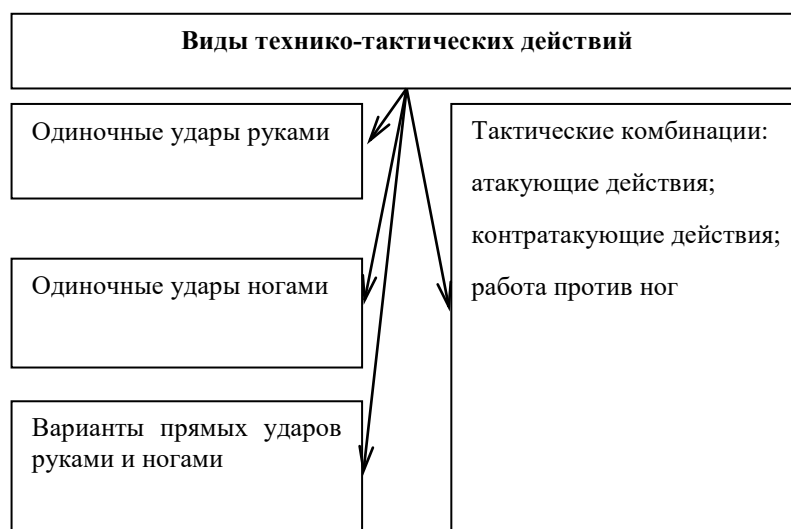 Виды технико-тактических действий
Одиночные удары руками
Одиночные удары ногами
Варианты прямых ударов
руками и ногами
Тактические комбинации:
атакующие действия;
контратакующие действия;
работа против ног